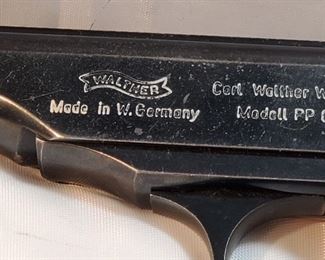 WALTHER
Made in W. Germany
Carl Walther W
Modell PP